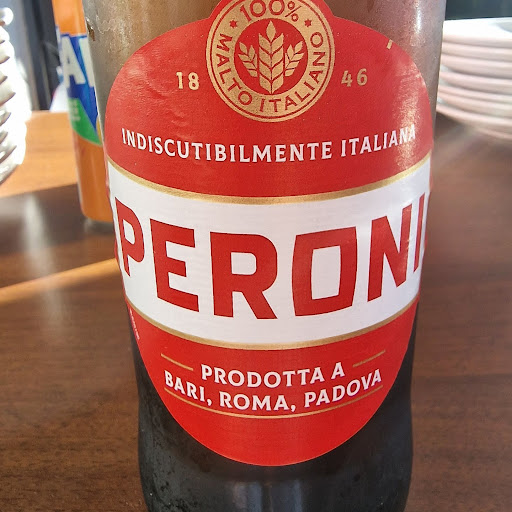 100%
MALTO ITALIANO
18 46
INDISCUTIBILMENTE ITALIANA
PERONI
PRODOTTA A
BARI, ROMA, PADOVA